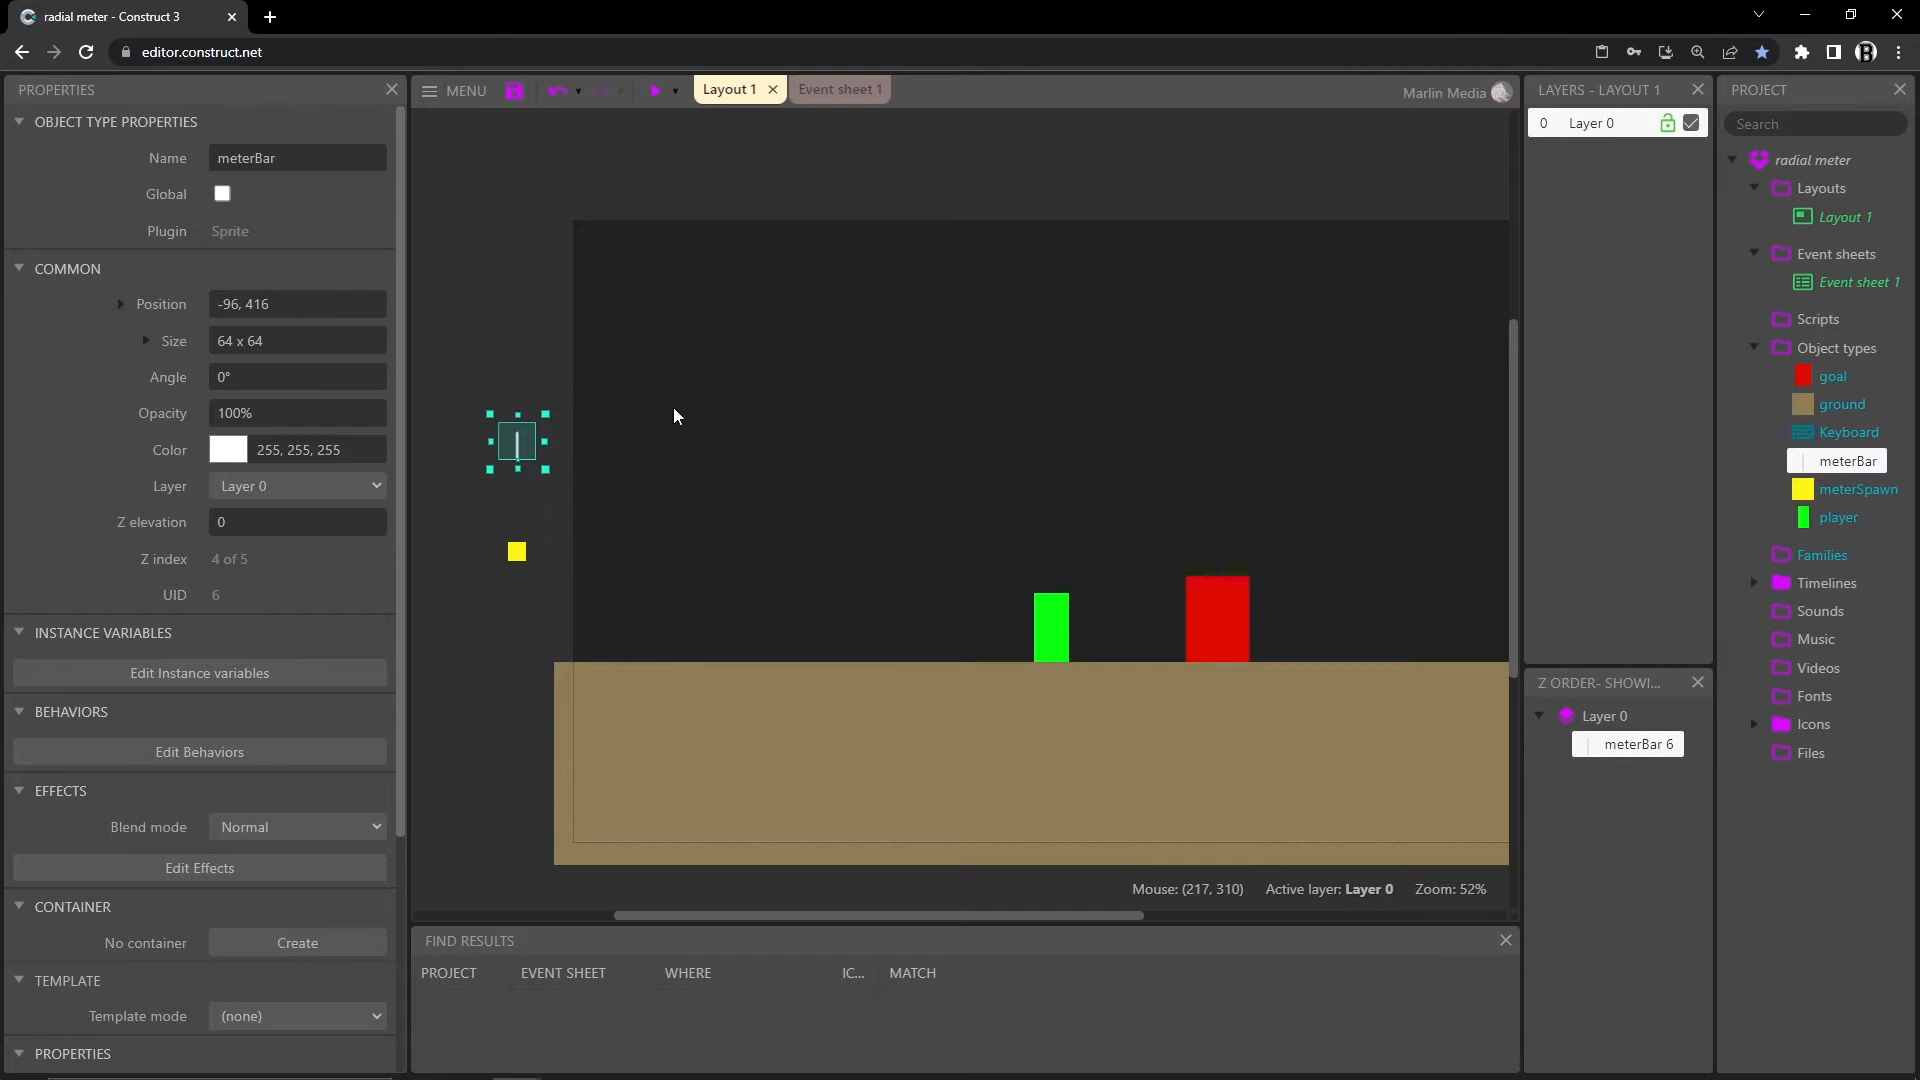 radial meter - Construct 3
editor.construct.net
PROPERTIES
OBJECT TYPE PROPERTIES
Name meterBar
Global
Plugin Sprite
COMMON
Position -96, 416
Size 64 x 64
Angle 0°
Opacity 100%
Color 255, 255, 255
Layer Layer 0
Z elevation 0
Z index 4 of 5
UID 6
INSTANCE VARIABLES
Edit Instance variables
BEHAVIORS
Edit Behaviors
EFFECTS
Blend mode Normal
Edit Effects
CONTAINER
No container Create
TEMPLATE
Template mode (none)
PROPERTIES
MENU
Layout 1
Event sheet 1
Marlin Media
Mouse: (217, 310) Active layer: Layer 0 Zoom: 52%
FIND RESULTS
PROJECT EVENT SHEET WHERE IC... MATCH
LAYERS - LAYOUT 1
0 Layer 0
Z ORDER- SHOWI...
Layer 0
meterBar 6
PROJECT
Search
radial meter
Layouts
Layout 1
Event sheets
Event sheet 1
Scripts
Object types
goal
ground
Keyboard
meterBar
meterSpawn
player
Families
Timelines
Sounds
Music
Videos
Fonts
Icons
Files